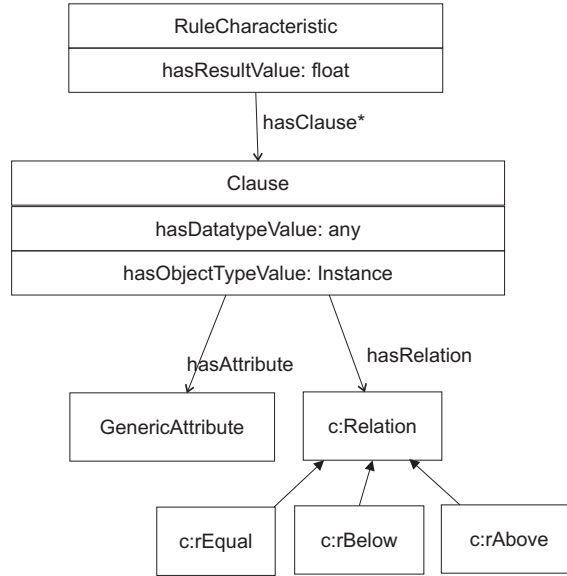 RuleCharacteristic
hasResultValue: float
hasClause*
Clause
hasDatatypeValue: any
hasObjectTypeValue: Instance
hasAttribute
hasRelation
GenericAttribute
c:Relation
c:rEqual
c:rBelow
c:rAbove